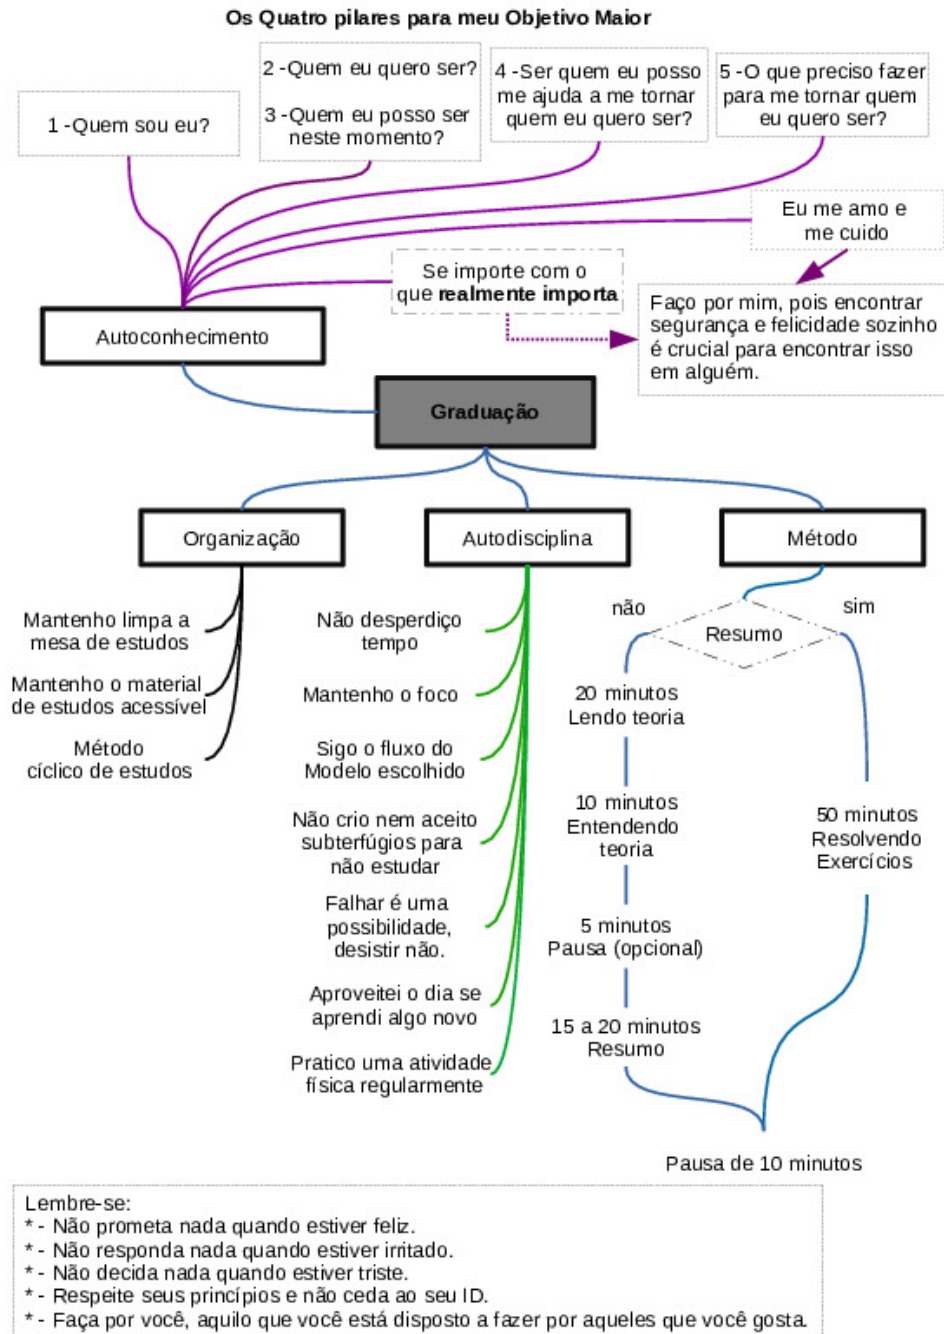 Os Quatro pilares para meu Objetivo Maior
1 -Quem sou eu?
2 -Quem eu quero ser?
3 -Quem eu posso ser
neste momento?
4 -Ser quem eu posso
me ajuda a me tornar
quem eu quero ser?
5 -O que preciso fazer
para me tornar quem
eu quero ser?
Eu me amo e
me cuido
Se importe com o
que realmente importa
Faço por mim, pois encontrar
segurança e felicidade sozinho
é crucial para encontrar isso
em alguém.
Autoconhecimento
Graduação
Organização
Mantenho limpa a
mesa de estudos
Mantenho o material
de estudos acessível
Método
cíclico de estudos
Autodisciplina
Não desperdiço
tempo
Mantenho o foco
Sigo o fluxo do
Modelo escolhido
Não crio nem aceito
subterfúgios para
não estudar
Falhar é uma
possibilidade,
desistir não.
Aproveitei o dia se
aprendi algo novo
Pratico uma atividade
física regularmente
Método
Resumo
não
sim
20 minutos
Lendo teoria
10 minutos
Entendendo
teoria
5 minutos
Pausa (opcional)
15 a 20 minutos
Resumo
50 minutos
Resolvendo
Exercícios
Pausa de 10 minutos
Lembre-se:
* - Não prometa nada quando estiver feliz.
* - Não responda nada quando estiver irritado.
* - Não decida nada quando estiver triste.
* - Respeite seus princípios e não ceda ao seu ID.
* - Faça por você, aquilo que você está disposto a fazer por aqueles que você gosta.